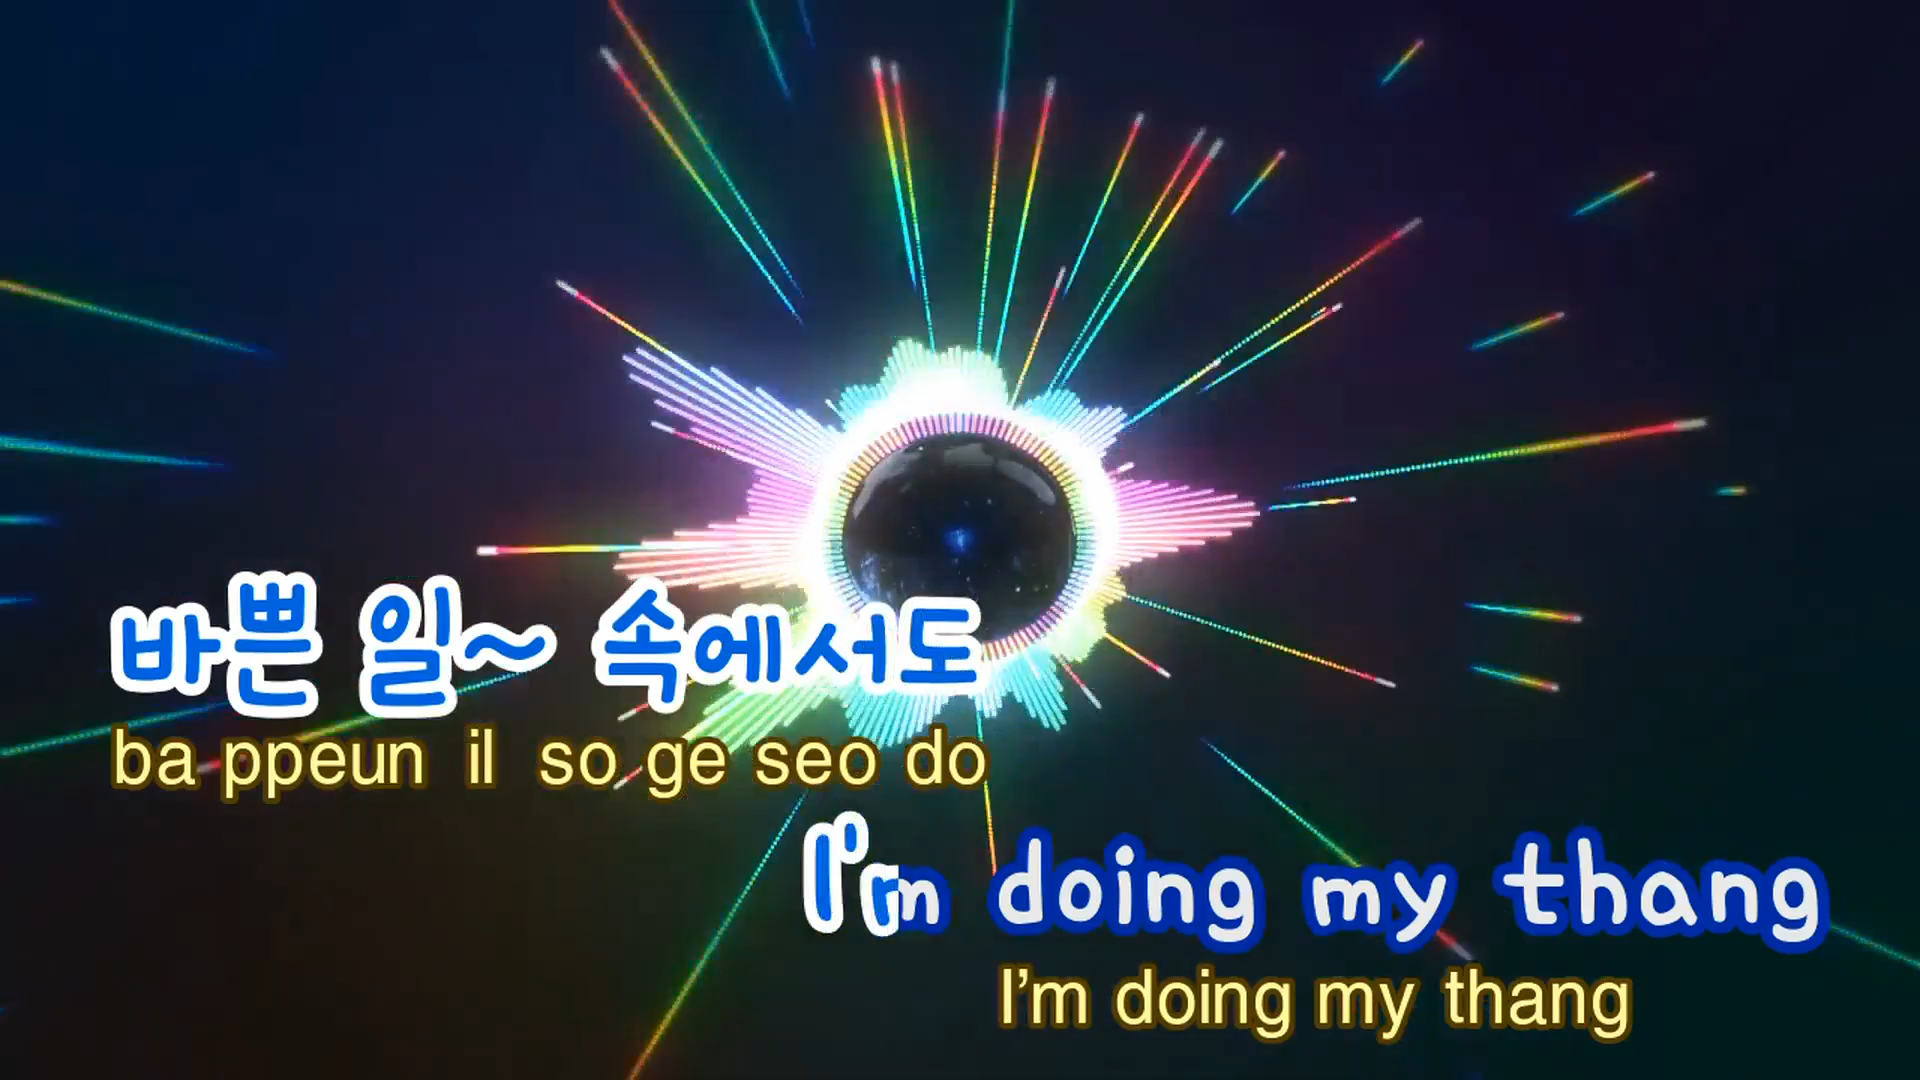 바쁜 일~ 속에서도
ba ppeun il so ge seo do
I'm doing my thang
I'm doing my thang